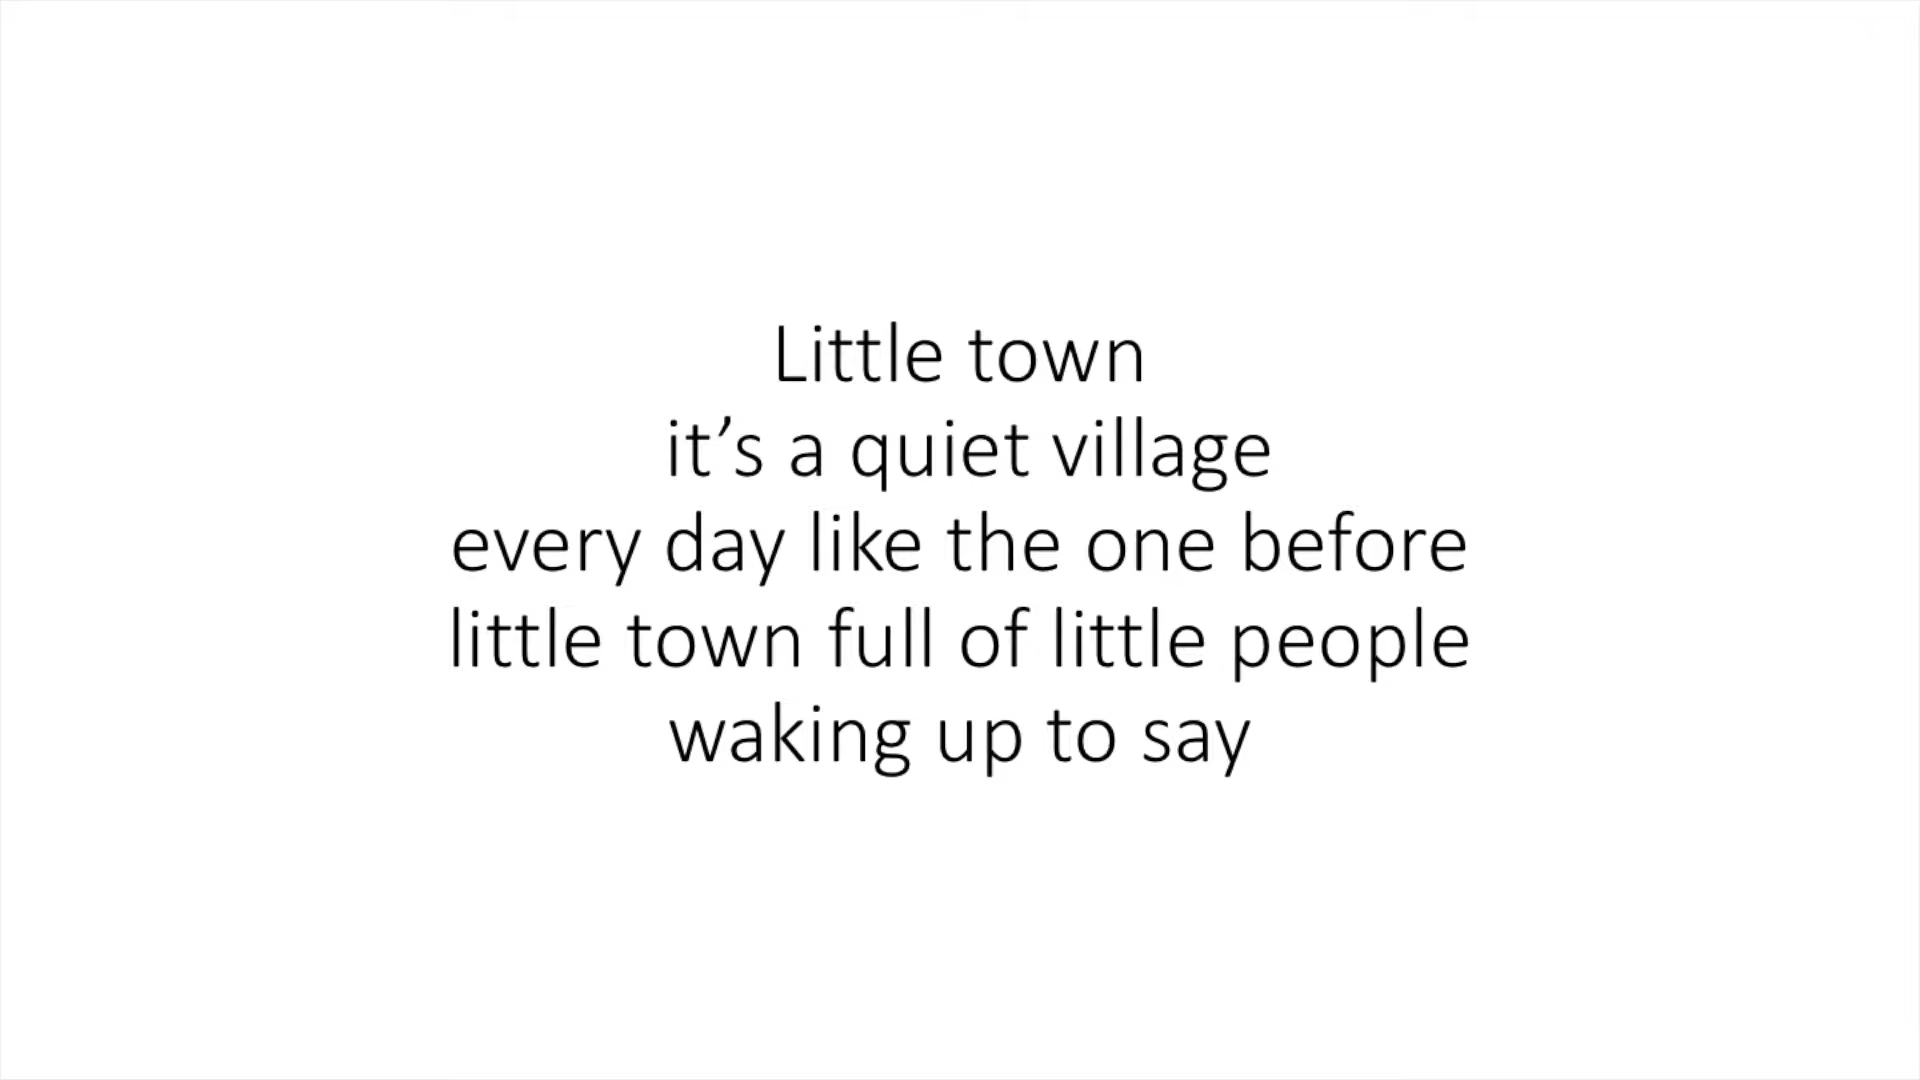 Little town
it’s a quiet village
every day like the one before
little town full of little people
waking up to say